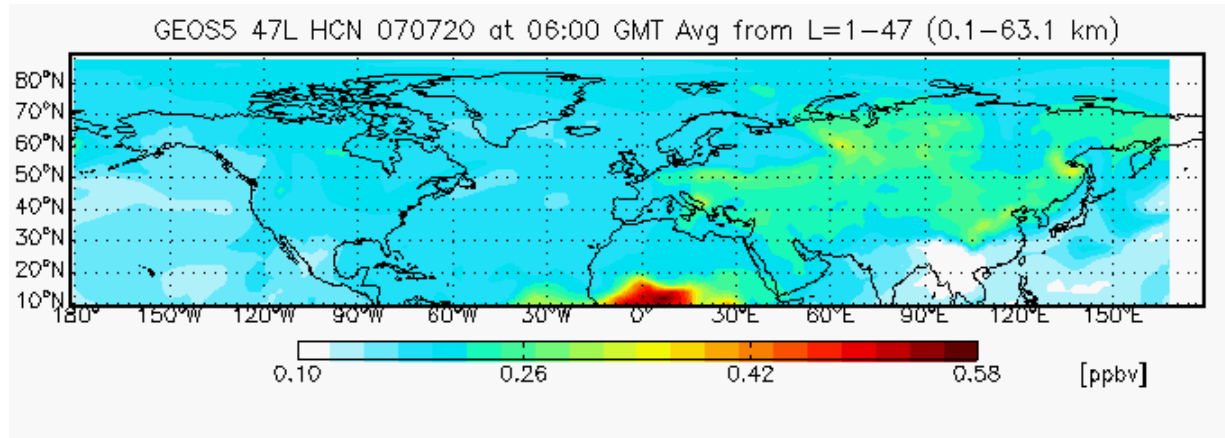 GEOS5 47L HCN 070720 at 06:00 GMT Avg from L=1-47 (0.1-63.1 km)
80°N
70°N
60°N
50°N
40°N
30°N
20°N
10°N
180° 150°W 120°W 90°W 60°W 30°W 0° 30°E 60°E 90°E 120°E 150°E
0.10 0.26 0.42 0.58 [ppbv]